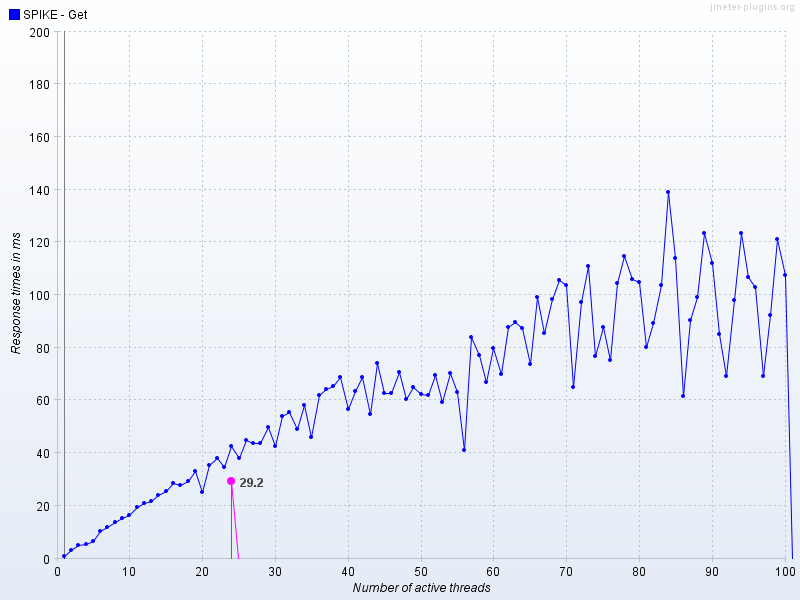 jmeter-plugins.org
SPIKE - Get
200
180
160
140
120
100
80
60
40
20
0
Response times in ms
29.2
0 10 20 30 40 50 60 70 80 90 100
Number of active threads